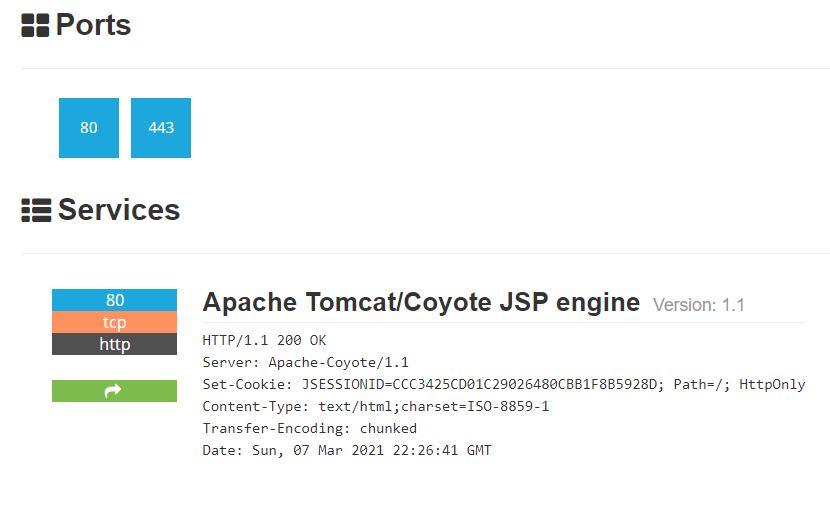 Ports
80 443
Services
80
tcp
http
Apache Tomcat/Coyote JSP engine Version: 1.1
HTTP/1.1 200 OK
Server: Apache-Coyote/1.1
Set-Cookie: JSESSIONID=CCC3425CD01C29026480CBB1F8B5928D; Path=/; HttpOnly
Content-Type: text/html;charset=ISO-8859-1
Transfer-Encoding: chunked
Date: Sun, 07 Mar 2021 22:26:41 GMT